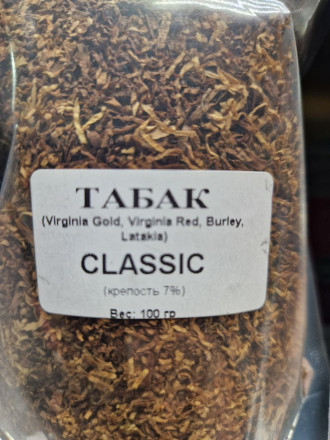 ТАБАК
(Virginia Gold, Virginia Red, Burley,
Latakia)
CLASSIC
(крепость 7%)
Вес: 100 гр